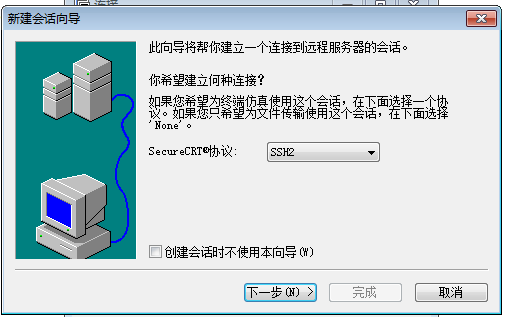 连接
新建会话向导
此向导将帮你建立一个连接到远程服务器的会话。
你希望建立何种连接?
如果您希望为终端仿真使用这个会话，在下面选择一个协
议。如果您只希望为文件传输使用这个会话，在下面选择
'None'。
SecureCRT®协议:
SSH2
创建会话时不使用本向导(W)
下一步(N) >
完成
取消